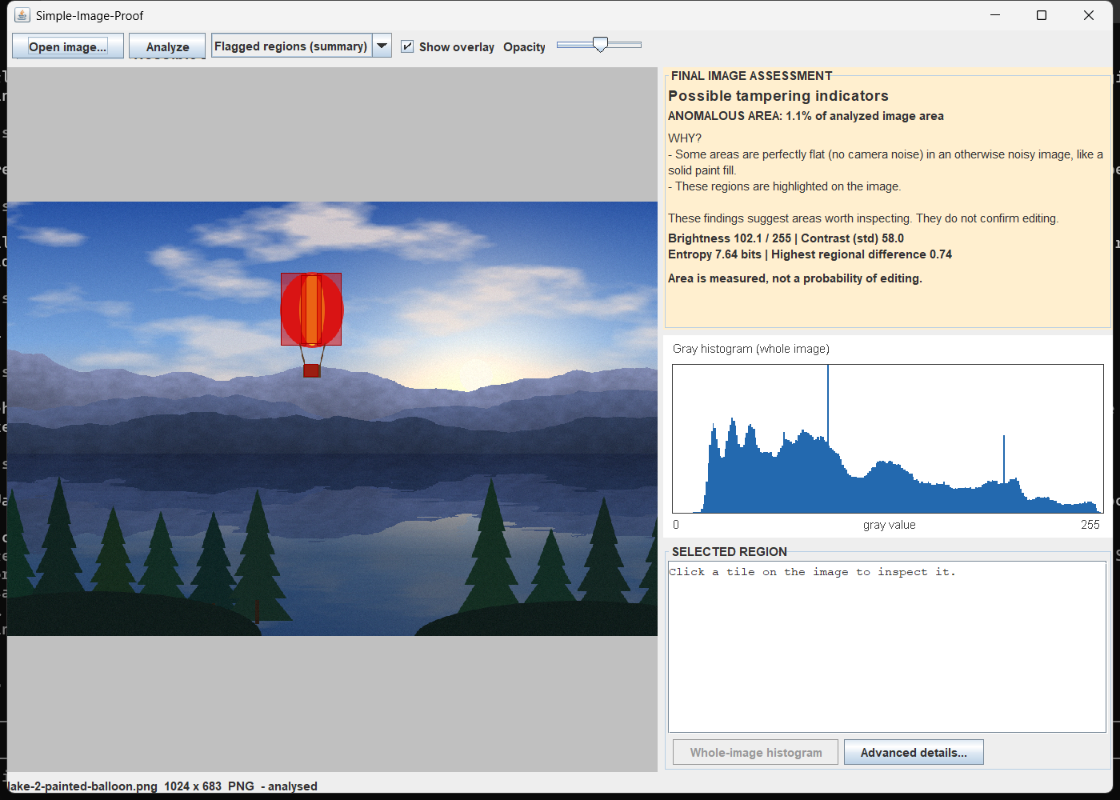 Simple-Image-Proof
Open image...
Analyze
Flagged regions (summary)
Show overlay
Opacity
FINAL IMAGE ASSESSMENT
Possible tampering indicators
ANOMALOUS AREA: 1.1% of analyzed image area
WHY?
- Some areas are perfectly flat (no camera noise) in an otherwise noisy image, like a
solid paint fill.
- These regions are highlighted on the image.
These findings suggest areas worth inspecting. They do not confirm editing.
Brightness 102.1 / 255 | Contrast (std) 58.0
Entropy 7.64 bits | Highest regional difference 0.74
Area is measured, not a probability of editing.
Gray histogram (whole image)
0
gray value
255
SELECTED REGION
Click a tile on the image to inspect it.
Whole-image histogram
Advanced details...
lake-2-painted-balloon.png 1024 x 683 PNG - analysed